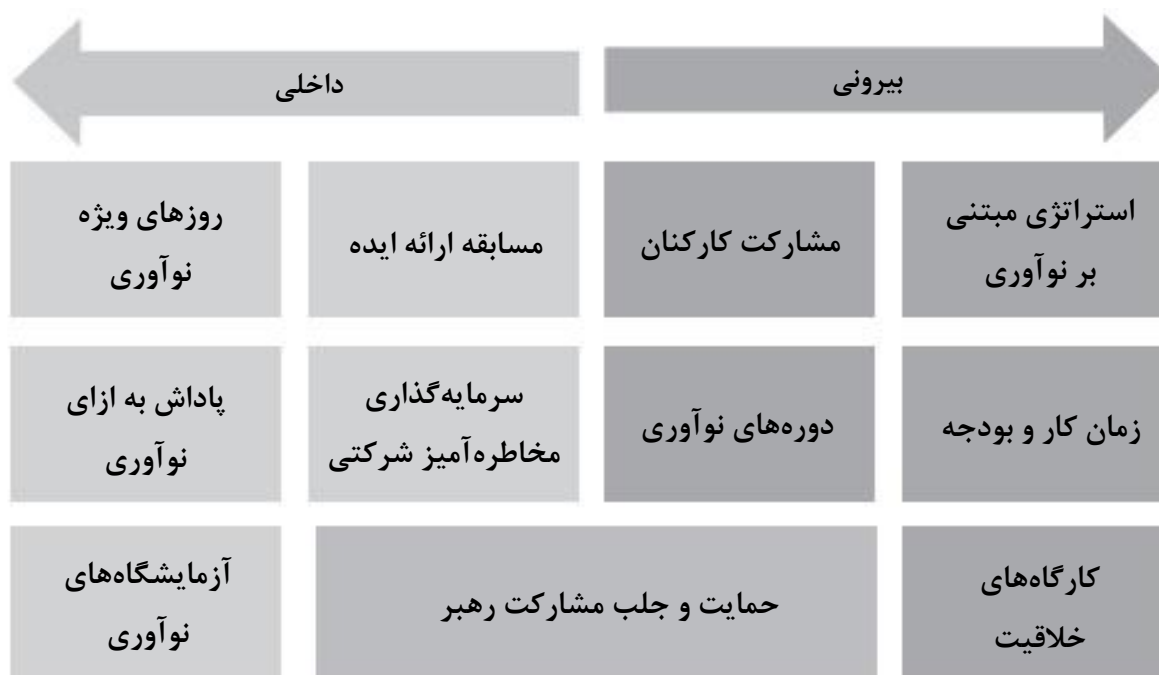 بیرونی
داخلی
استراتژی مبتنی
بر نوآوری
مشارکت کارکنان
مسابقه ارائه ایده
روزهای ویژه
نوآوری
زمان کار و بودجه
دوره‌های نوآوری
سرمایه‌گذاری
مخاطره‌آمیز شرکتی
پاداش به ازای
نوآوری
کارگاه‌های
خلاقیت
حمایت و جلب مشارکت رهبر
آزمایشگاه‌های
نوآوری